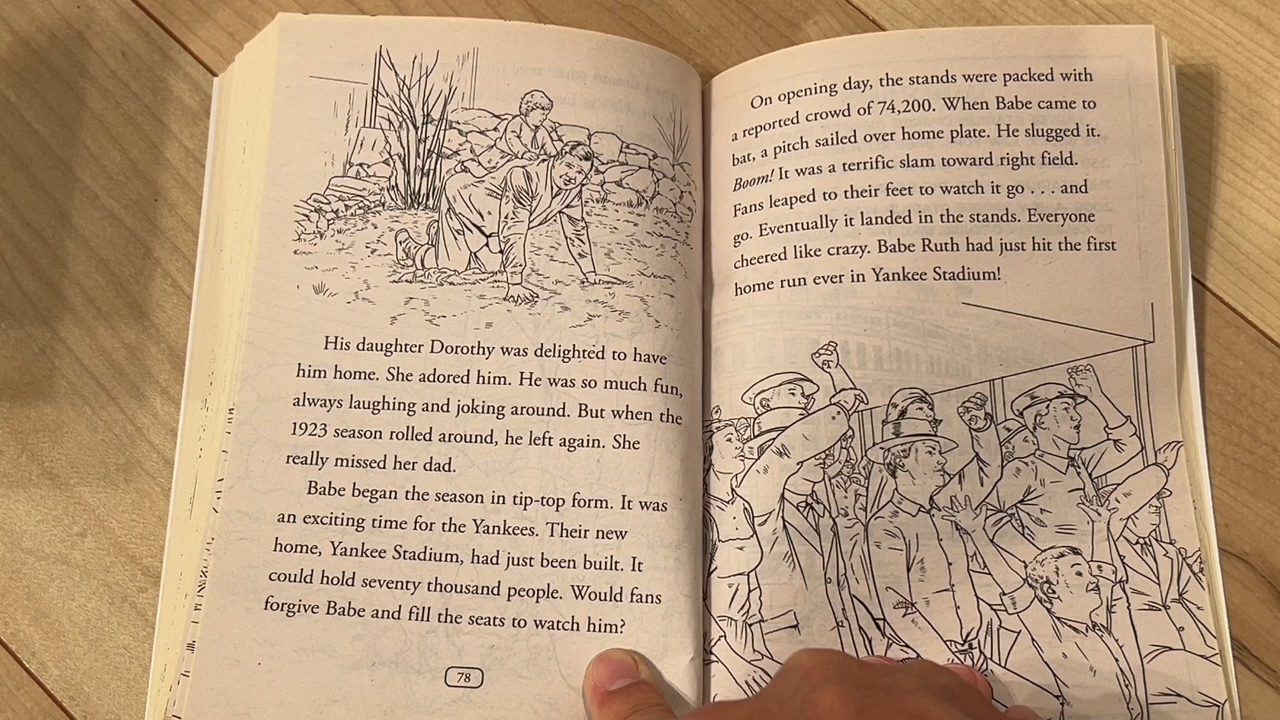 His daughter Dorothy was delighted to have
him home. She adored him. He was so much fun,
always laughing and joking around. But when the
1923 season rolled around, he left again. She
really missed her dad.
Babe began the season in tip-top form. It was
an exciting time for the Yankees. Their new
home, Yankee Stadium, had just been built. It
could hold seventy thousand people. Would fans
forgive Babe and fill the seats to watch him?
78
On opening day, the stands were packed with
a reported crowd of 74,200. When Babe came to
bat, a pitch sailed over home plate. He slugged it.
Boom! It was a terrific slam toward right field.
Fans leaped to their feet to watch it go . . . and
go. Eventually it landed in the stands. Everyone
cheered like crazy. Babe Ruth had just hit the first
home run ever in Yankee Stadium!